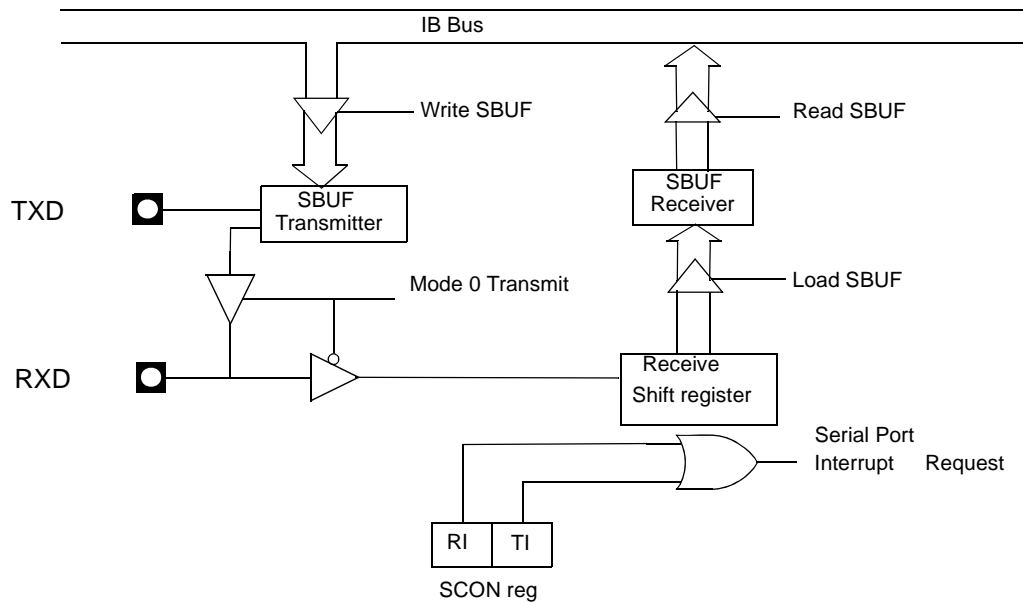 IB Bus
Write SBUF
Read SBUF
SBUF
Transmitter
SBUF
Receiver
TXD
Mode 0 Transmit
Load SBUF
RXD
Receive
Shift register
Serial Port
Interrupt Request
RI TI
SCON reg